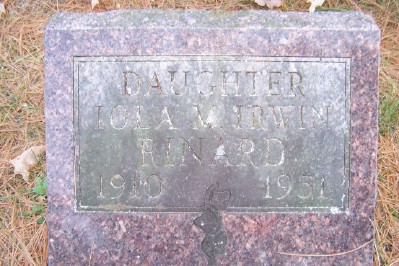 DAUGHTER
IOLA V. IRWIN
RINARD
1910 1951